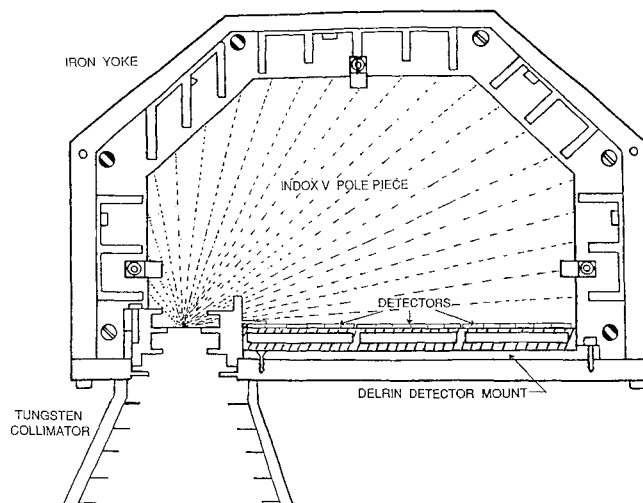 IRON YOKE
INDOX V POLE PIECE
DETECTORS
DELRIN DETECTOR MOUNT
TUNGSTEN
COLLIMATOR